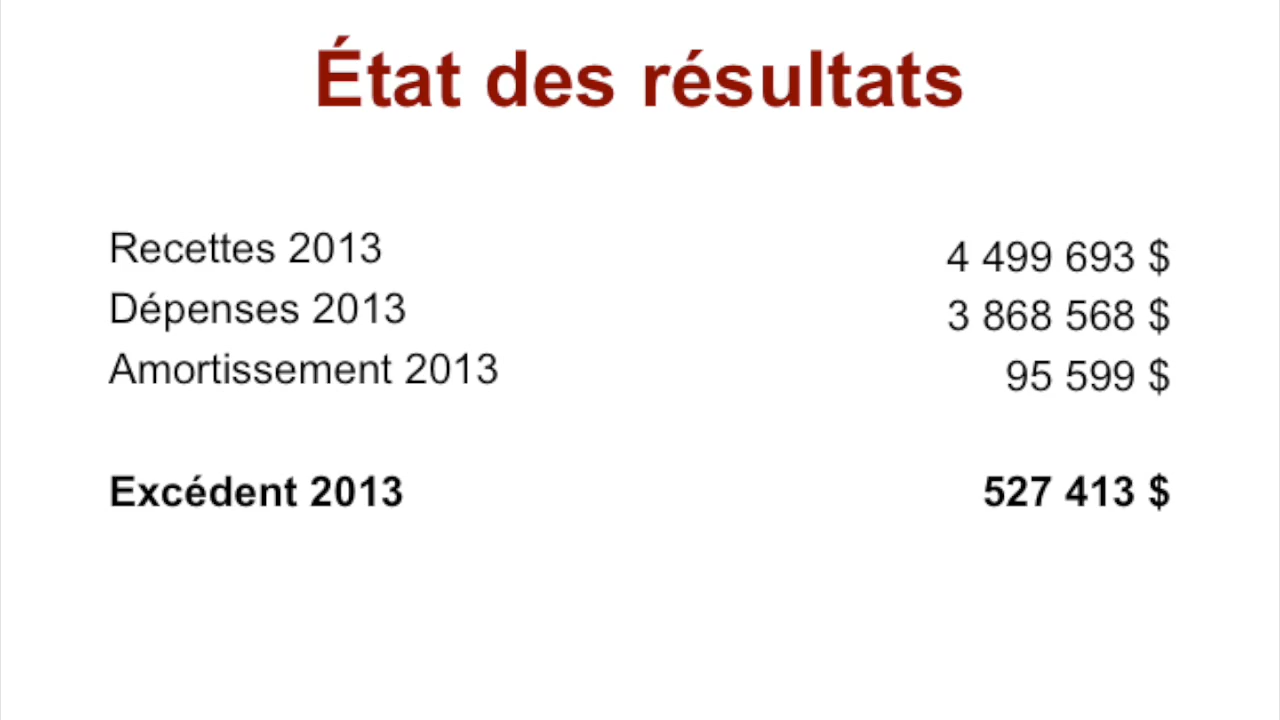 État des résultats
Recettes 2013 4 499 693 $
Dépenses 2013 3 868 568 $
Amortissement 2013 95 599 $
Excédent 2013 527 413 $